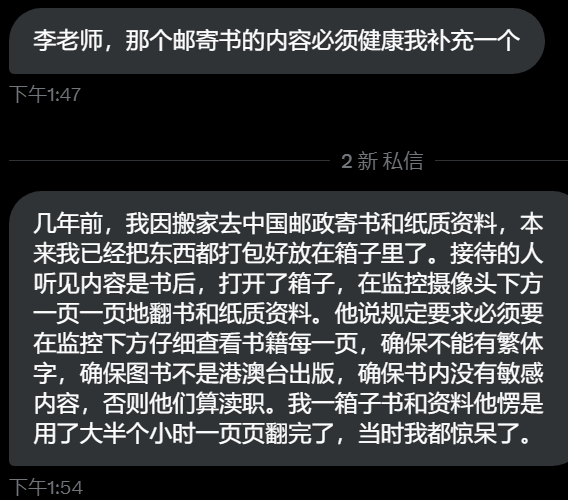 李老师，那个邮寄书的内容必须健康我补充一个
下午1:47
2 新 私信
几年前，我因搬家去中国邮政寄书和纸质资料，本
来我已经把东西都打包好放在箱子里了。接待的人
听见内容是书后，打开了箱子，在监控摄像头下方
一页一页地翻书和纸质资料。他说规定要求必须要
在监控下方仔细查看书籍每一页，确保不能有繁体
字，确保图书不是港澳台出版，确保书内没有敏感
内容，否则他们算渎职。我一箱子书和资料他愣是
用了大半个小时一页页翻完了，当时我都惊呆了。
下午1:54